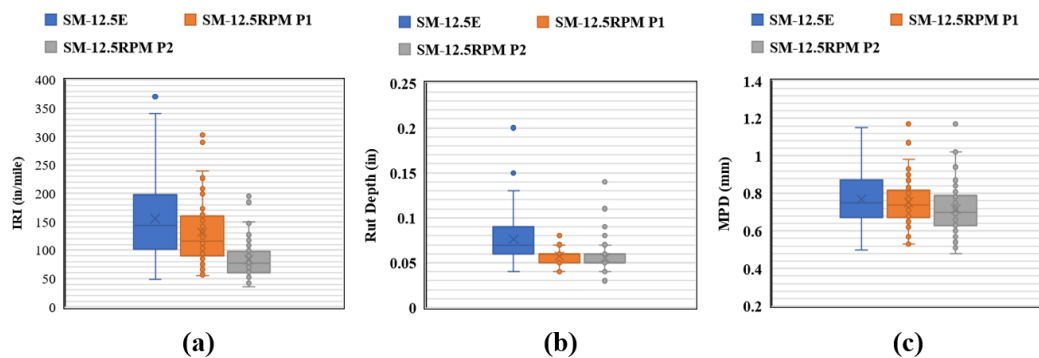 SM-12.5E
SM-12.5RPM P1
SM-12.5RPM P2
400
350
300
250
200
150
100
50
0
IRI (in/mile)
(a)
SM-12.5E
SM-12.5RPM P1
SM-12.5RPM P2
0.25
0.2
0.15
0.1
0.05
0
Rut Depth (in)
(b)
SM-12.5E
SM-12.5RPM P1
SM-12.5RPM P2
1.4
1.2
1
0.8
0.6
0.4
0.2
MPD (mm)
(c)